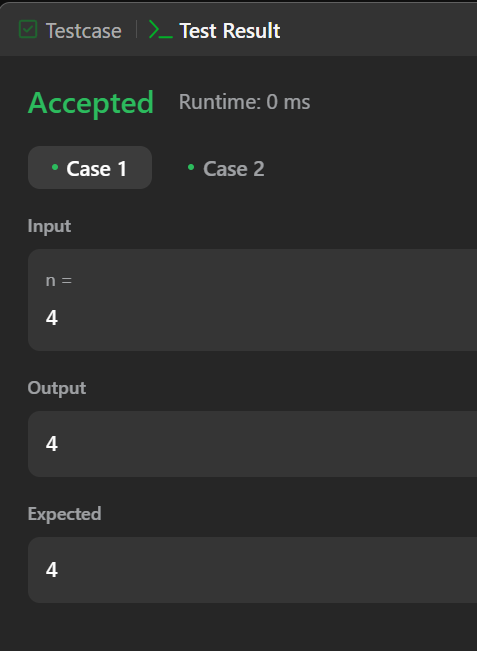 Testcase Test Result
Accepted Runtime: 0 ms
Case 1 Case 2
Input
n =
4
Output
4
Expected
4